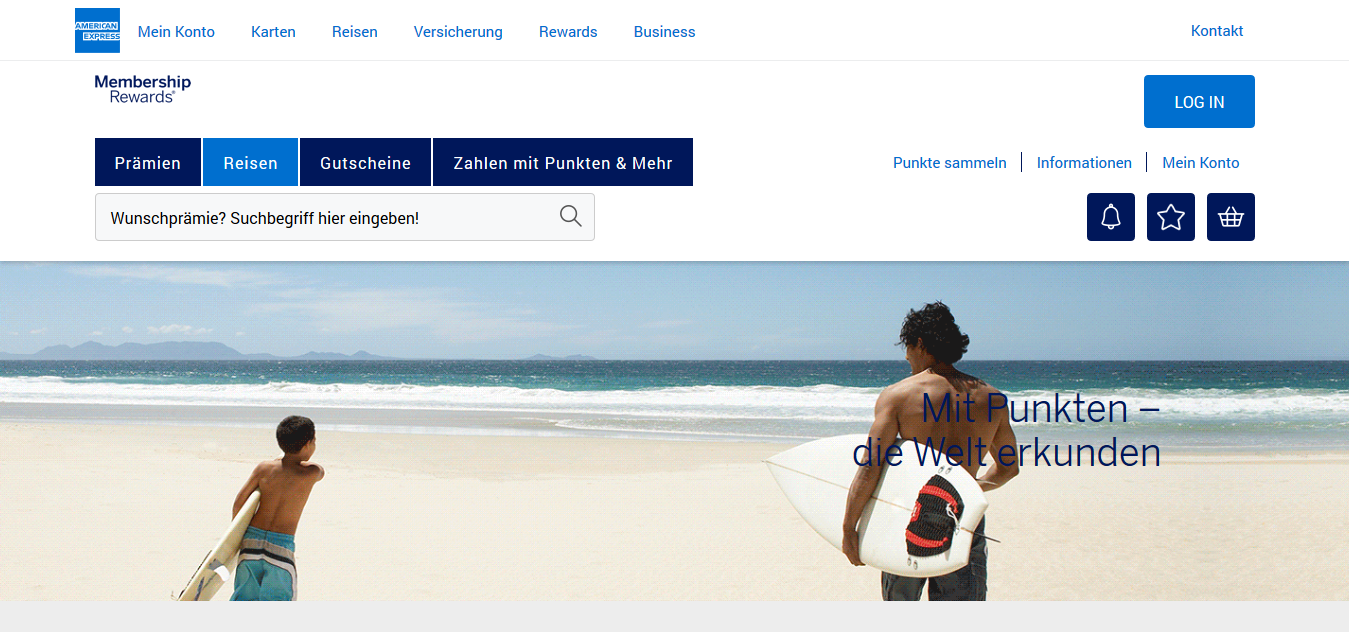 AMERICAN
EXPRESS
Mein Konto
Karten
Reisen
Versicherung
Rewards
Business
Kontakt
Membership
Rewards®
LOG IN
Prämien
Reisen
Gutscheine
Zahlen mit Punkten & Mehr
Punkte sammeln
Informationen
Mein Konto
Wunschprämie? Suchbegriff hier eingeben!
Mit Punkten –
die Welt erkunden